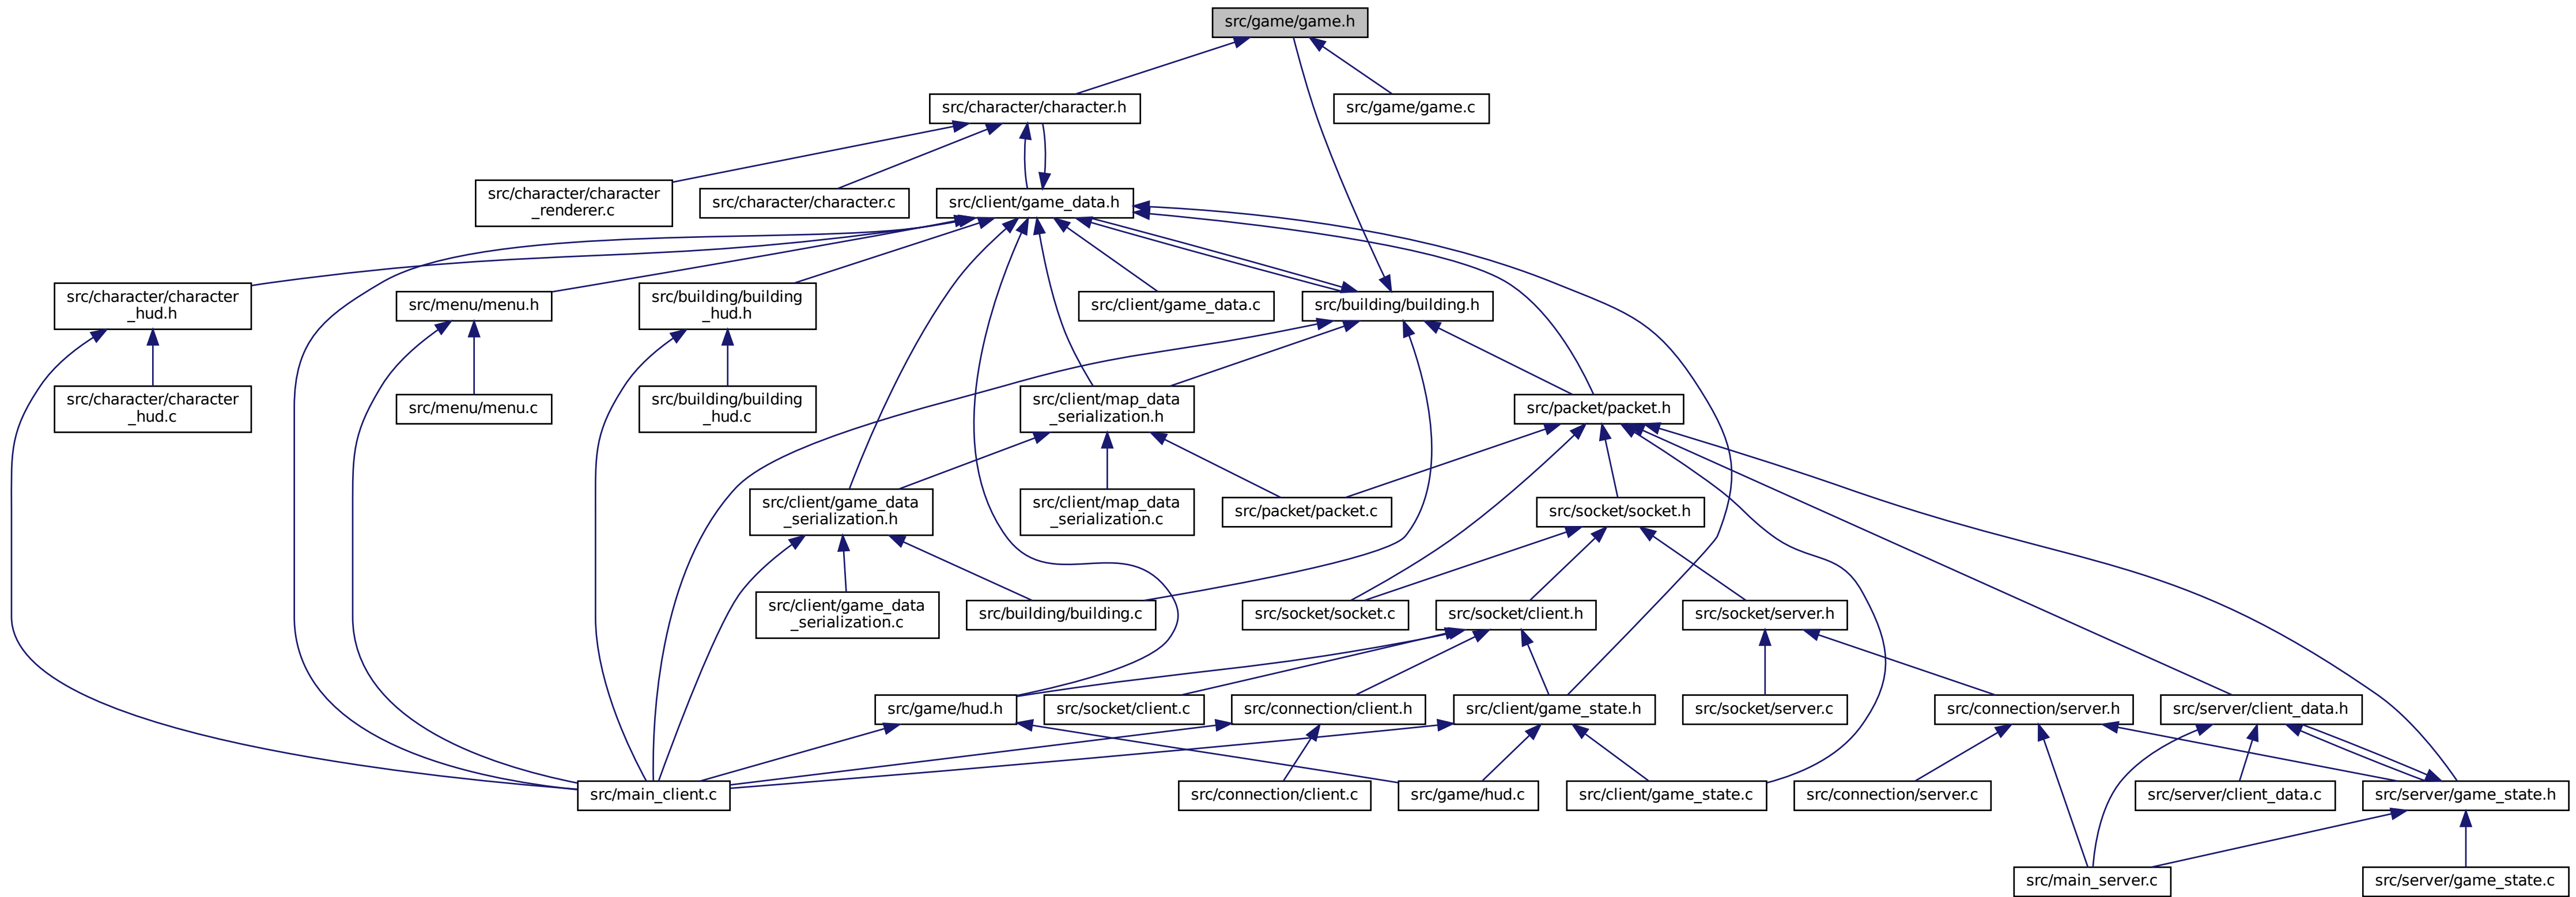 src/game/game.h
src/character/character.h
src/game/game.c
src/character/character
_renderer.c
src/character/character.c
src/client/game_data.h
src/character/character
_hud.h
src/menu/menu.h
src/building/building
_hud.h
src/client/game_data.c
src/building/building.h
src/character/character
_hud.c
src/menu/menu.c
src/building/building
_hud.c
src/client/map_data
_serialization.h
src/packet/packet.h
src/client/game_data
_serialization.h
src/client/map_data
_serialization.c
src/packet/packet.c
src/socket/socket.h
src/client/game_data
_serialization.c
src/building/building.c
src/socket/socket.c
src/socket/client.h
src/socket/server.h
src/game/hud.h
src/socket/client.c
src/connection/client.h
src/client/game_state.h
src/socket/server.c
src/connection/server.h
src/server/client_data.h
src/main_client.c
src/connection/client.c
src/game/hud.c
src/client/game_state.c
src/connection/server.c
src/server/client_data.c
src/server/game_state.h
src/main_server.c
src/server/game_state.c